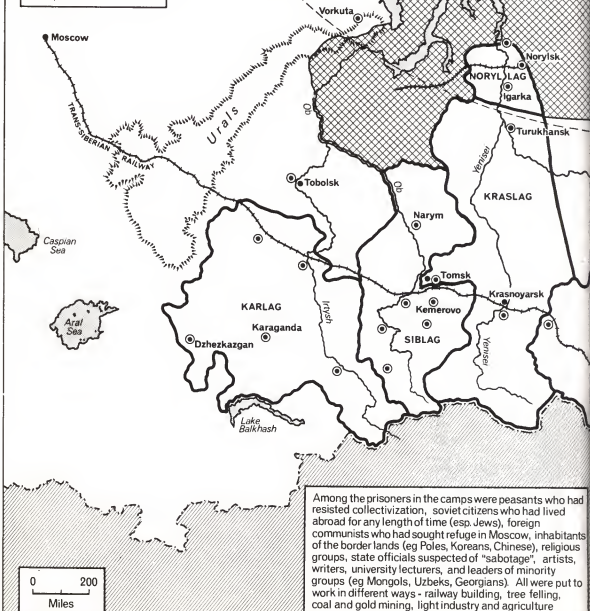 Vorkuta
Moscow
Norylsk
NORYLLAG
Igarka
Ob
Urals
TRANS-SIBERIAN RAILWAY
Turukhansk
Yenisei
Tobolsk
Ob
KRASLAG
Narym
Caspian
Sea
Tomsk
Krasnoyarsk
Aral
Sea
KARLAG
Irtysh
Kemerovo
Karaganda
Dzhezkazgan
SIBLAG
Yenisei
Lake
Balkhash
Among the prisoners in the camps were peasants who had
resisted collectivization, soviet citizens who had lived
abroad for any length of time (esp. Jews), foreign
communists who had sought refuge in Moscow, inhabitants
of the border lands (eg Poles, Koreans, Chinese), religious
groups, state officials suspected of "sabotage", artists,
writers, university lecturers, and leaders of minority
groups (eg Mongols, Uzbeks, Georgians). All were put to
work in different ways - railway building, tree felling,
coal and gold mining, light industry and agriculture
0 200
Miles